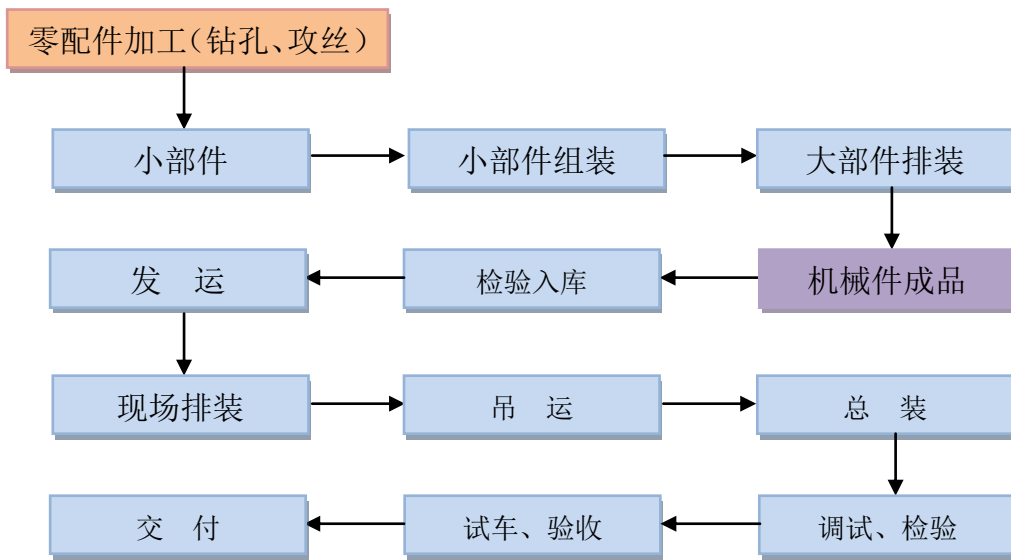 零配件加工（钻孔、攻丝）
小部件
小部件组装
大部件排装
发 运
检验入库
机械件成品
现场排装
吊 运
总 装
交 付
试车、验收
调试、检验